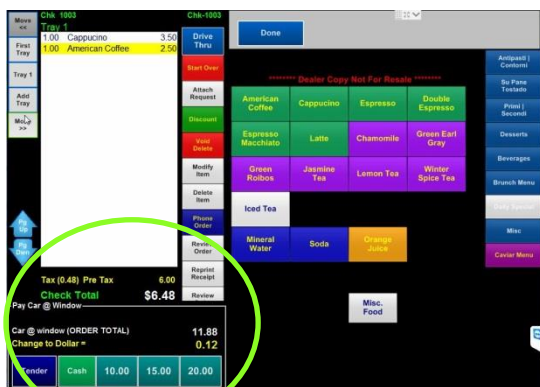 Move
<<
Chk 1003
Chk-1003
Tray 1
First
Tray
Tray 1
Add
Tray
>>
1.00 Cappucino 3.50
1.00 American Coffee 2.50
Drive
Thru
Start Over
Attach
Request
Discount
Void
Delete
Modify
Item
Delete
Item
Phone
Order
Review
Order
Reprint
Receipt
Review
Pg
Up
Pg
Dwn
Tax (0.48) Pre Tax 6.00
Check Total $6.48
Pay Car @ Window
Car @ window (ORDER TOTAL) 11.88
Change to Dollar = 0.12
Tender
Cash
10.00
15.00
20.00
Done
******** Dealer Copy Not For Resale ********
American
Coffee
Cappucino
Espresso
Double
Espresso
Espresso
Macchiato
Latte
Chamomile
Green Earl
Gray
Green
Roibos
Jasmine
Tea
Lemon Tea
Winter
Spice Tea
Iced Tea
Mineral
Water
Soda
Orange
Juice
Misc.
Food
Antipasti |
Contorni
Su Pane
Tostado
Primi |
Secondi
Desserts
Beverages
Brunch Menu
Daily Special
Misc
Caviar Menu